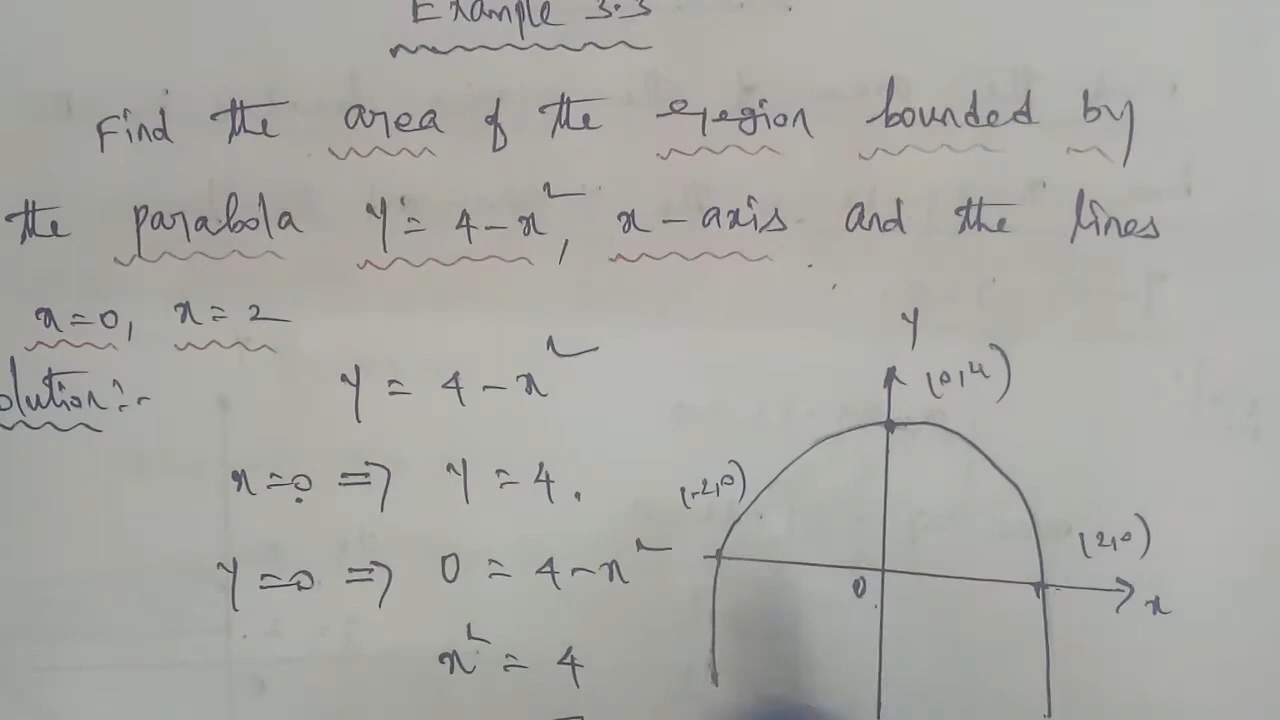 Example 3.3
Find the area of the region bounded by
the parabola y = 4 - x², x-axis and the lines
x=0, x=2
olution:-
y = 4 - x²
x=0 ⇒ y = 4.
y=0 ⇒ 0 = 4-x²
x² = 4
y
(0,4)
(-2,0)
(2,0)
0
x